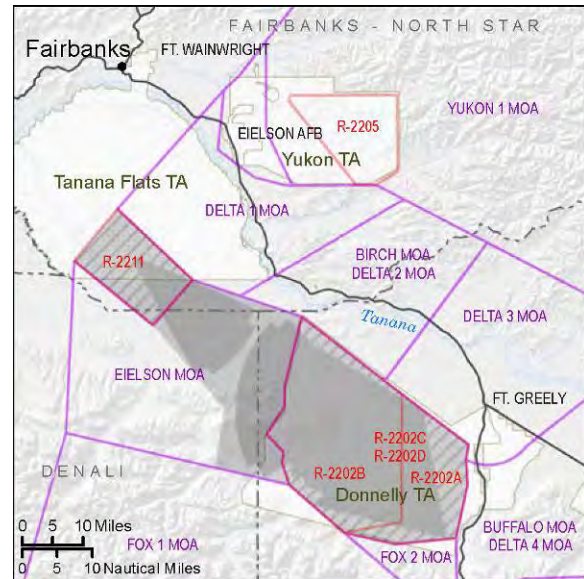 FAIRBANKS - NORTH STAR
Fairbanks
FT. WAINWRIGHT
YUKON 1 MOA
R-2205
EIELSON AFB
Yukon TA
Tanana Flats TA
DELTA 1 MOA
BIRCH MOA
DELTA 2 MOA
R-2211
Tanana
DELTA 3 MOA
EIELSON MOA
FT. GREELY
R-2202C
R-2202D
DENALI
R-2202B
R-2202A
Donnelly TA
0 5 10 Miles
BUFFALO MOA
DELTA 4 MOA
FOX 1 MOA
FOX 2 MOA
0 5 10 Nautical Miles